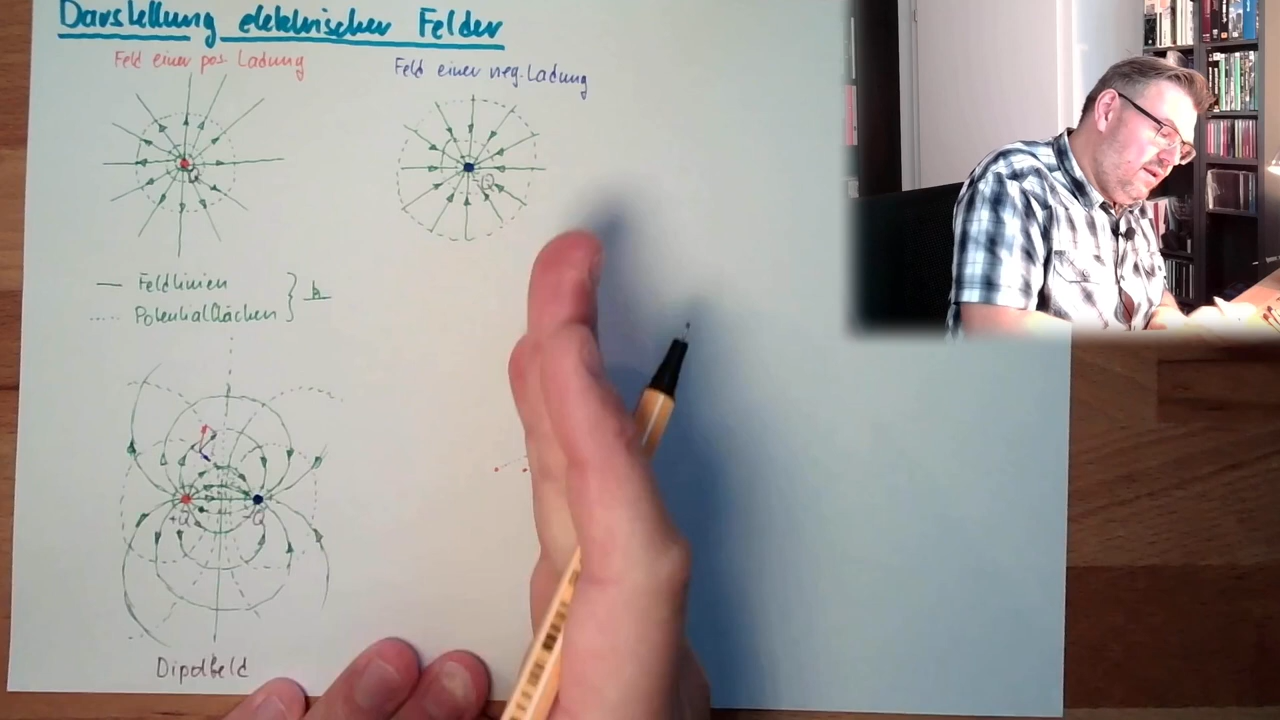 Darstellung elektrischer Felder
Feld einer pos. Ladung
Feld einer neg. Ladung
Q
Q
— Feldlinien
..... Potentialflächen
+Q
-Q
Dipolfeld